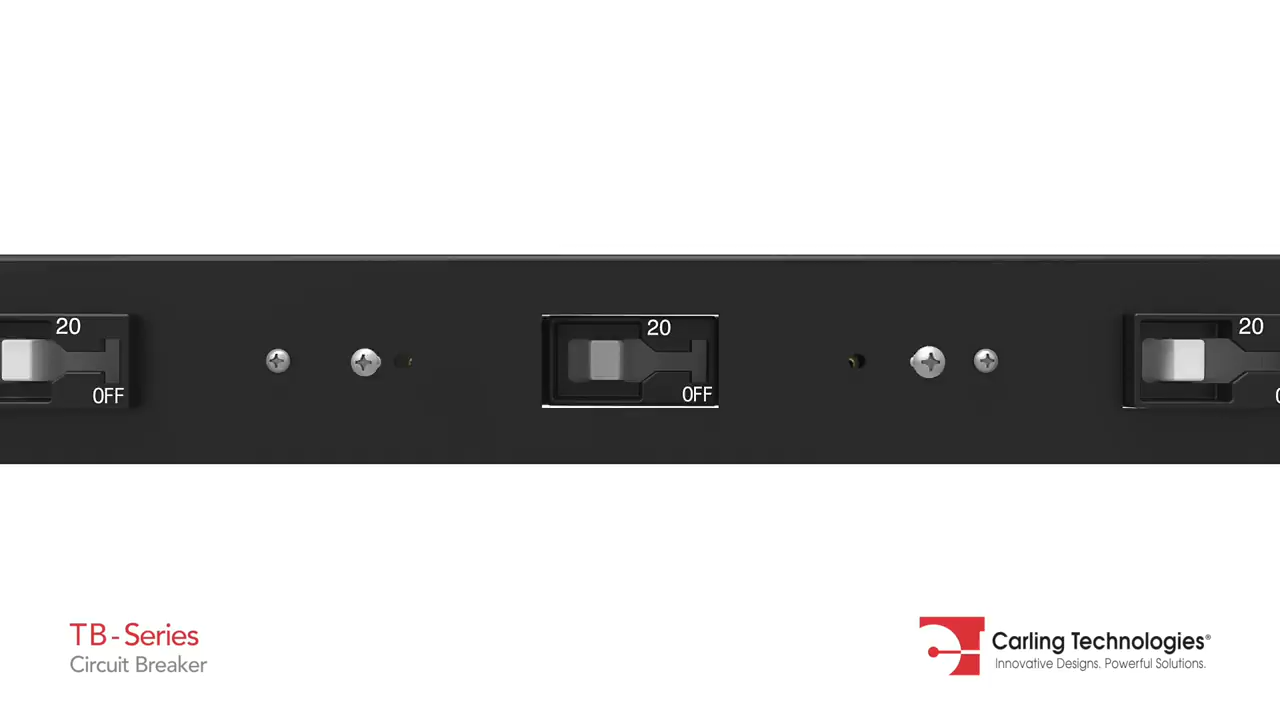 20
OFF
20
OFF
20
TB-Series
Circuit Breaker
Carling Technologies®
Innovative Designs. Powerful Solutions.